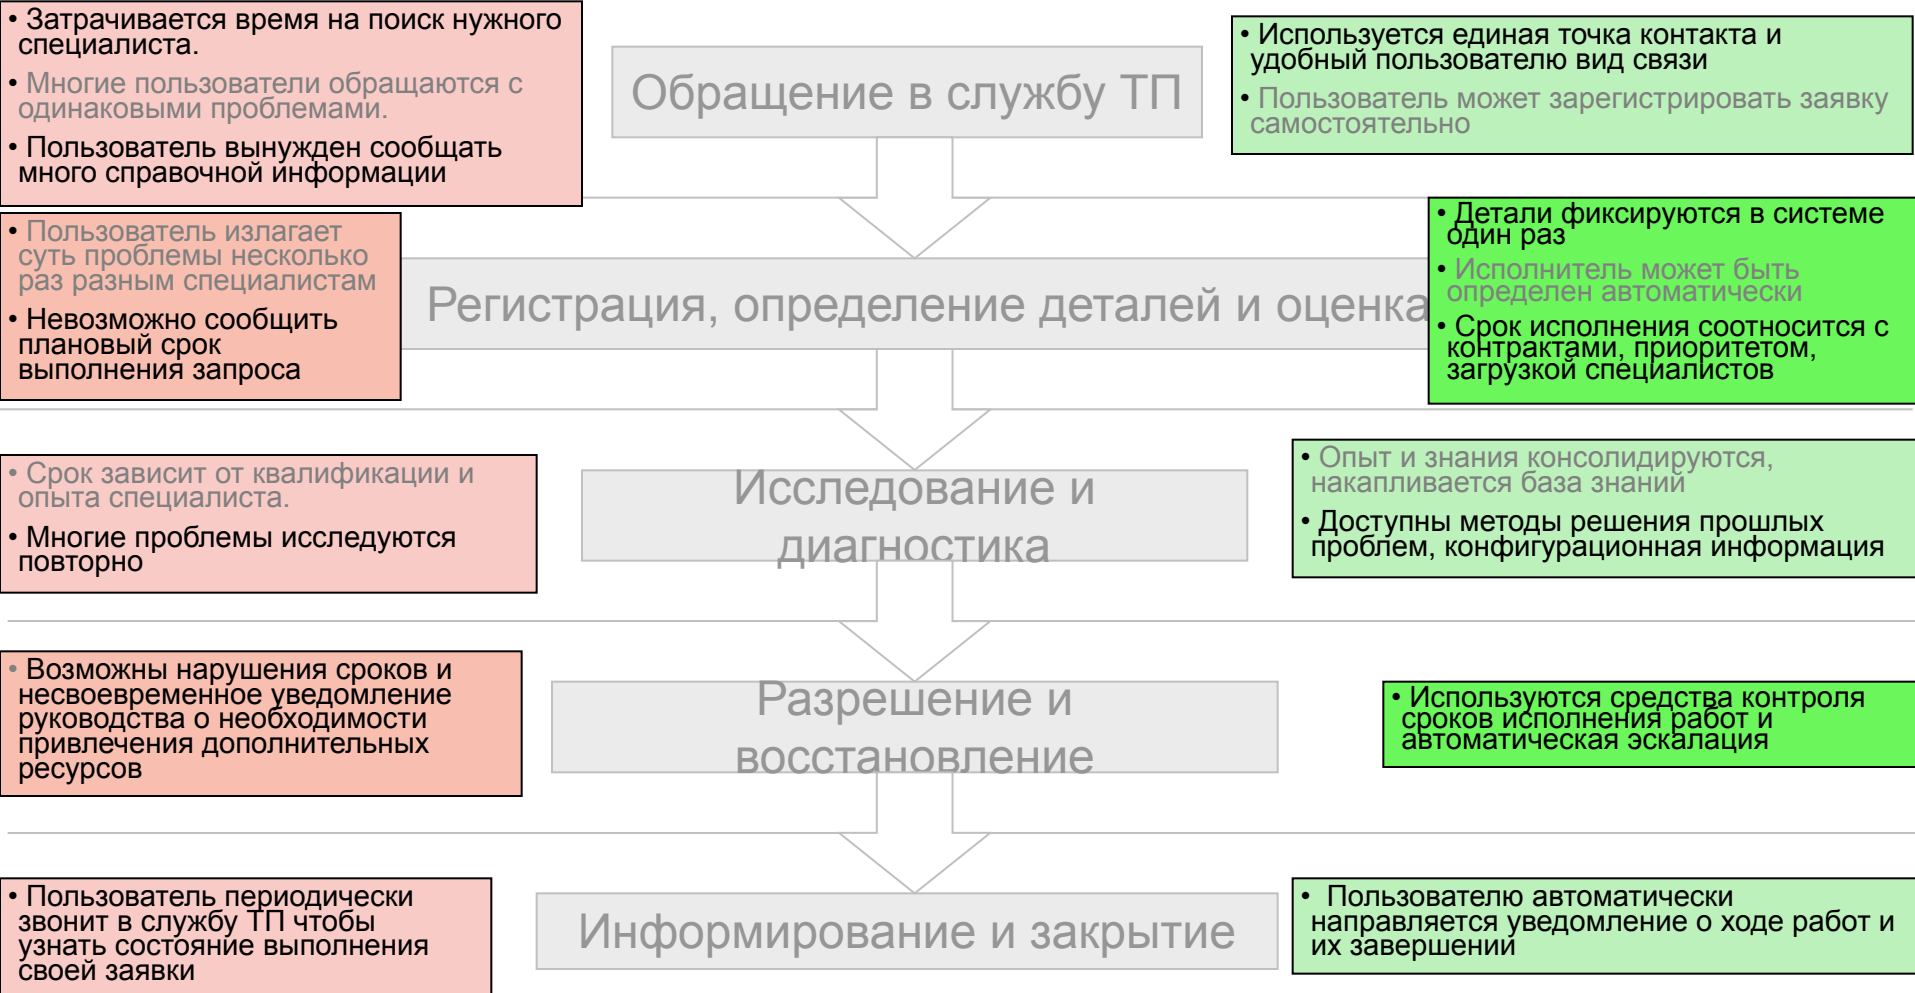 • Затрачивается время на поиск нужного
специалиста.
• Многие пользователи обращаются с
одинаковыми проблемами.
• Пользователь вынужден сообщать
много справочной информации
Обращение в службу ТП
• Используется единая точка контакта и
удобный пользователю вид связи
• Пользователь может зарегистрировать заявку
самостоятельно
• Пользователь излагает
суть проблемы несколько
раз разным специалистам
• Невозможно сообщить
плановый срок
выполнения запроса
Регистрация, определение деталей и оценка
• Детали фиксируются в системе
один раз
• Исполнитель может быть
определен автоматически
• Срок исполнения соотносится с
контрактами, приоритетом,
загрузкой специалистов
• Срок зависит от квалификации и
опыта специалиста.
• Многие проблемы исследуются
повторно
Исследование и
диагностика
• Опыт и знания консолидируются,
накапливается база знаний
• Доступны методы решения прошлых
проблем, конфигурационная информация
• Возможны нарушения сроков и
несвоевременное уведомление
руководства о необходимости
привлечения дополнительных
ресурсов
Разрешение и
восстановление
• Используются средства контроля
сроков исполнения работ и
автоматическая эскалация
• Пользователь периодически
звонит в службу ТП чтобы
узнать состояние выполнения
своей заявки
Информирование и закрытие
• Пользователю автоматически
направляется уведомление о ходе работ и
их завершении